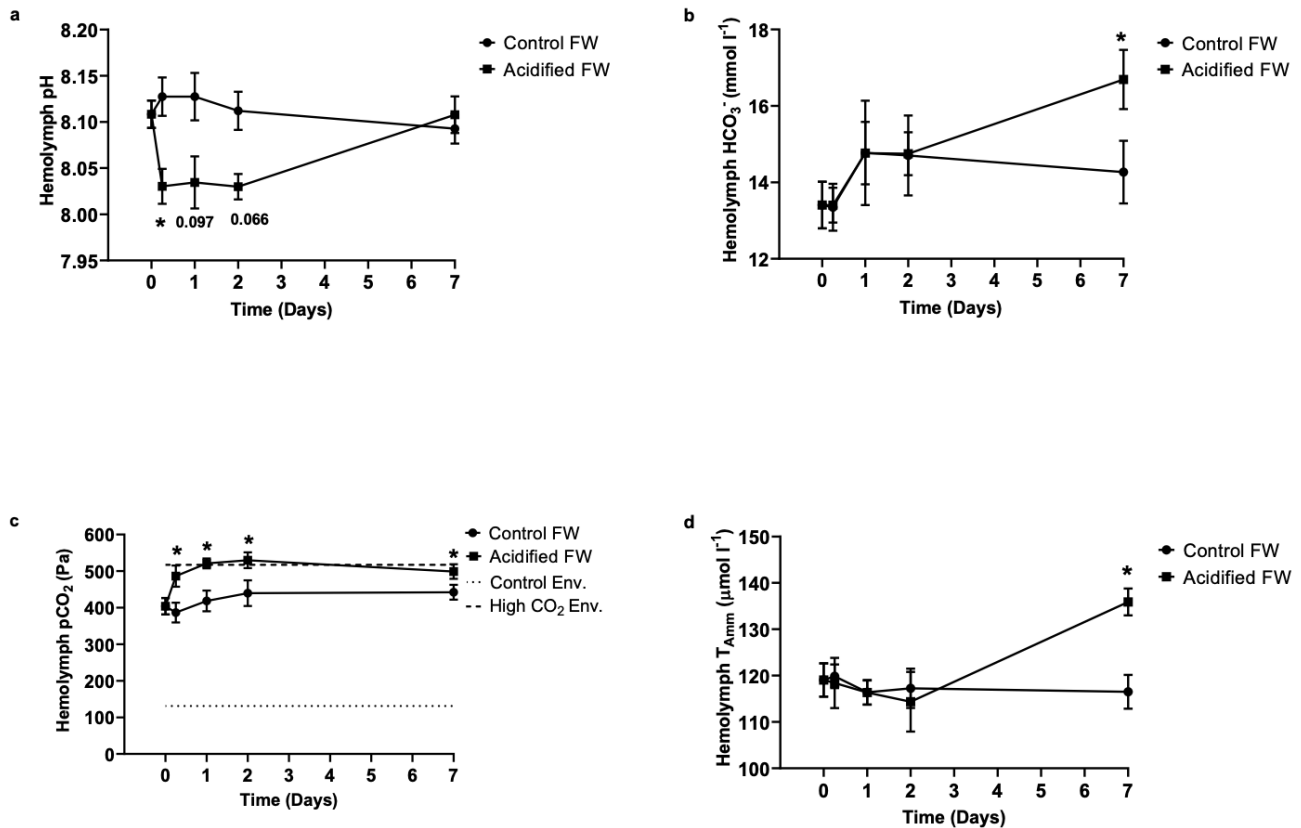 a
8.20
8.15
8.10
8.05
8.00
7.95
Hemolymph pH
* 0.097 0.066
0 1 2 3 4 5 6 7
Time (Days)
Control FW
Acidified FW
b
18
16
14
12
Hemolymph HCO₃⁻ (mmol l⁻¹)
*
0 1 2 3 4 5 6 7
Time (Days)
Control FW
Acidified FW
c
600
500
400
300
200
100
0
Hemolymph pCO₂ (Pa)
* * * *
0 1 2 3 4 5 6 7
Time (Days)
Control FW
Acidified FW
Control Env.
High CO₂ Env.
d
150
140
130
120
110
100
Hemolymph T_Amm (μmol l⁻¹)
*
0 1 2 3 4 5 6 7
Time (Days)
Control FW
Acidified FW